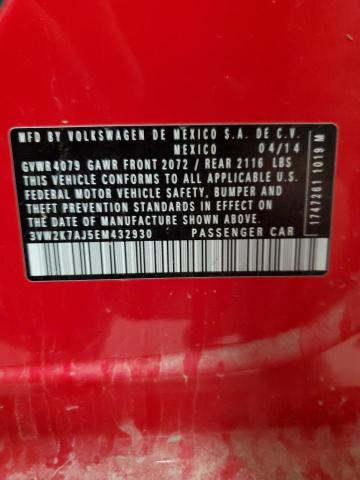 MFD BY VOLKSWAGEN DE MEXICO S.A. DE C.V.
MEXICO 04/14
GVWR4079 GAWR FRONT 2072 / REAR 2116 LBS
THIS VEHICLE CONFORMS TO ALL APPLICABLE U.S.
FEDERAL MOTOR VEHICLE SAFETY, BUMPER AND
THEFT PREVENTION STANDARDS IN EFFECT ON
THE DATE OF MANUFACTURE SHOWN ABOVE.
3VW2K7AJ5EM432930 PASSENGER CAR
1747261 1019 M